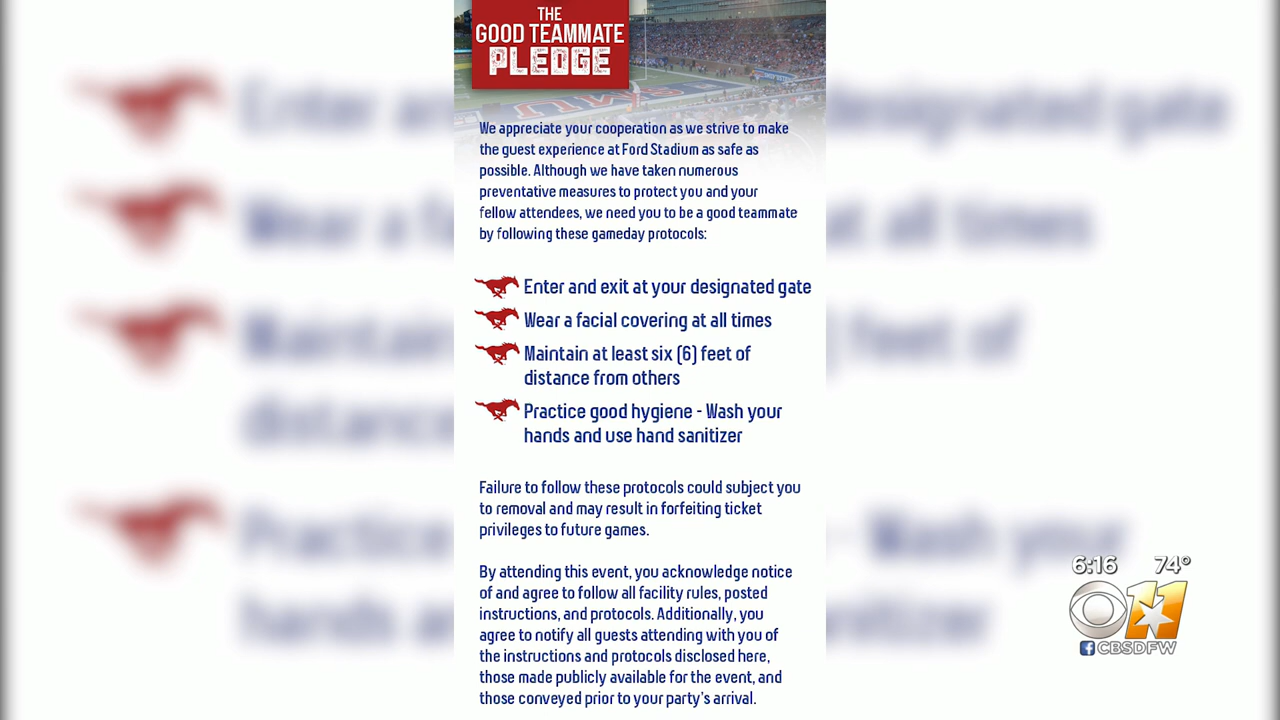 THE
GOOD TEAMMATE
PLEDGE
We appreciate your cooperation as we strive to make
the guest experience at Ford Stadium as safe as
possible. Although we have taken numerous
preventative measures to protect you and your
fellow attendees, we need you to be a good teammate
by following these gameday protocols:
Enter and exit at your designated gate
Wear a facial covering at all times
Maintain at least six (6) feet of
distance from others
Practice good hygiene - Wash your
hands and use hand sanitizer
Failure to follow these protocols could subject you
to removal and may result in forfeiting ticket
privileges to future games.
By attending this event, you acknowledge notice
of and agree to follow all facility rules, posted
instructions, and protocols. Additionally, you
agree to notify all guests attending with you of
the instructions and protocols disclosed here,
those made publicly available for the event, and
those conveyed prior to your party's arrival.
6:16 74°
11
CBSDFW